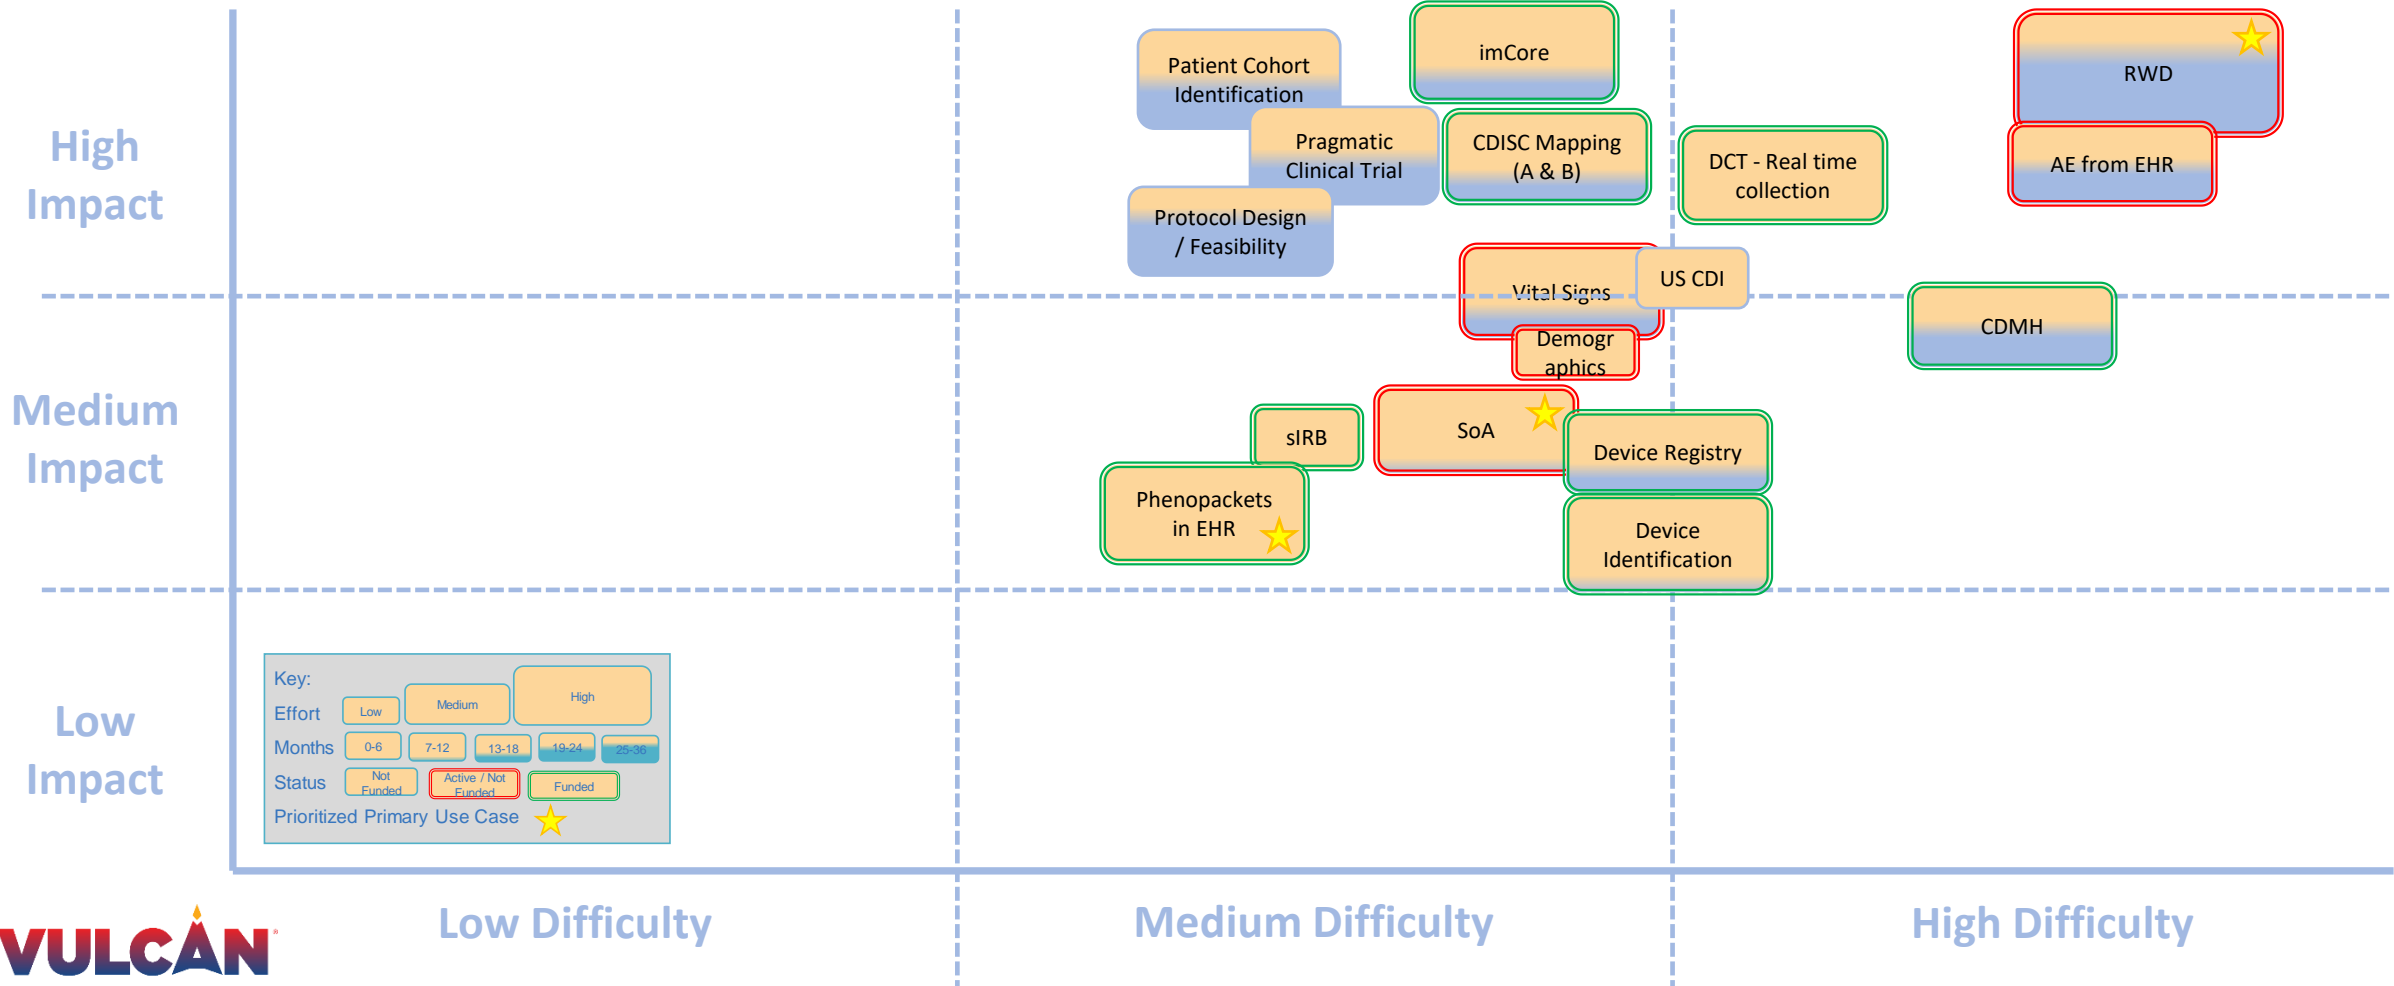 High
Impact
Medium
Impact
Low
Impact
Patient Cohort
Identification
imCore
RWD
Pragmatic
Clinical Trial
CDISC Mapping
(A & B)
DCT - Real time
collection
AE from EHR
Protocol Design
/ Feasibility
Vital Signs
US CDI
CDMH
Demogr
aphics
sIRB
SoA
Device Registry
Phenopackets
in EHR
Device
Identification
Key:
Effort
Low
Medium
High
Months
0-6
7-12
13-18
19-24
25-36
Status
Not
Funded
Active / Not
Funded
Funded
Prioritized Primary Use Case
Low Difficulty
Medium Difficulty
High Difficulty
VULCAN®